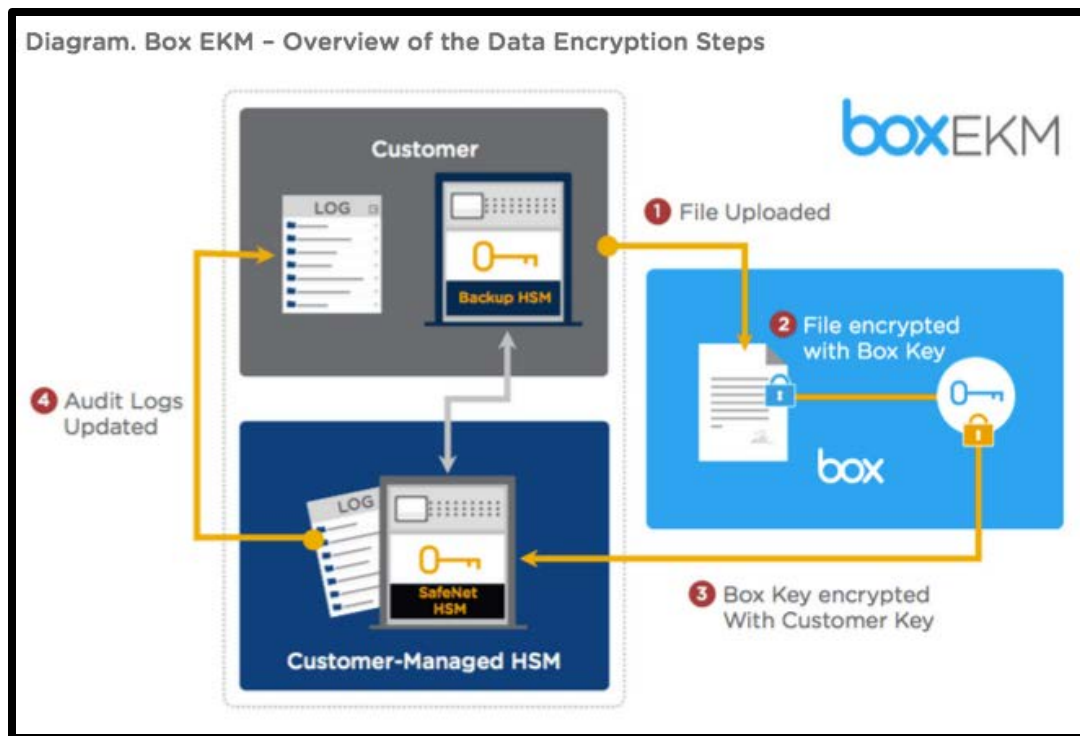 Diagram. Box EKM – Overview of the Data Encryption Steps
boxEKM
Customer
LOG
Backup HSM
1 File Uploaded
2 File encrypted
with Box Key
box
4 Audit Logs
Updated
LOG
SafeNet
HSM
Customer-Managed HSM
3 Box Key encrypted
With Customer Key